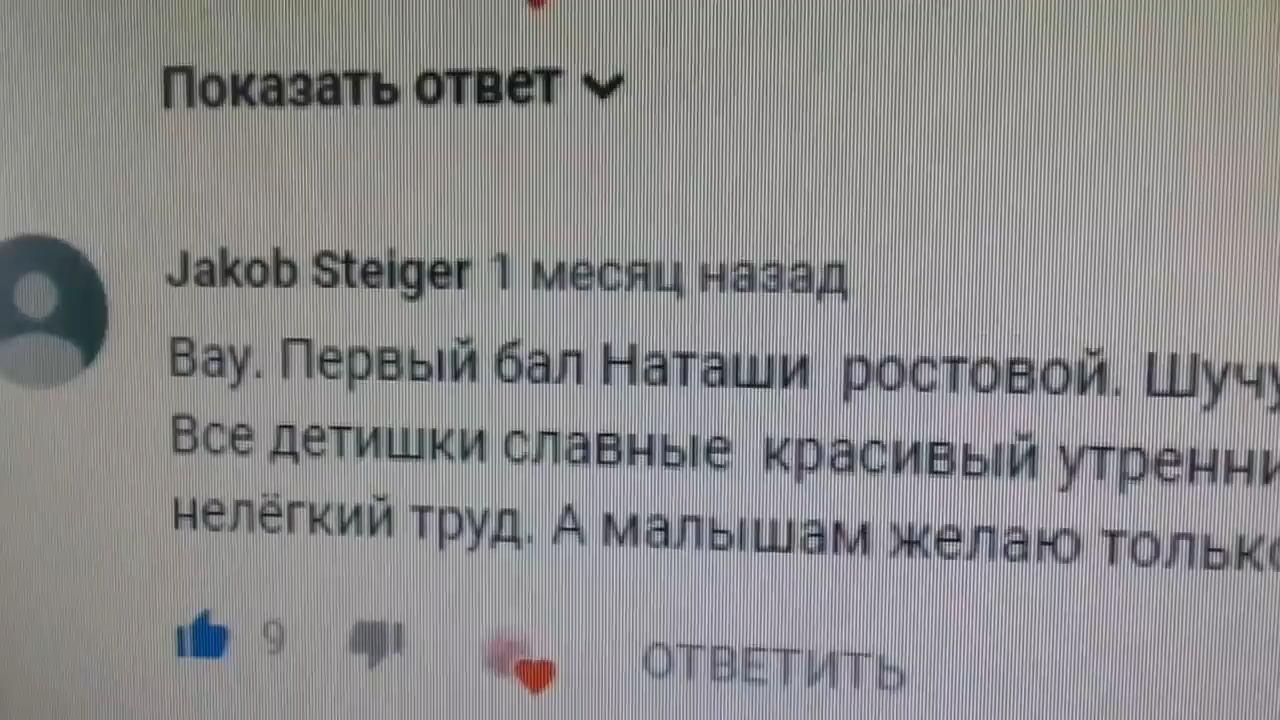 Показать ответ
Jakob Steiger 1 месяц назад
Вау. Первый бал Наташи ростовой.
Все детишки славные красивый
нелёгкий труд. А малышам желаю
9
ОТВЕТИТЬ